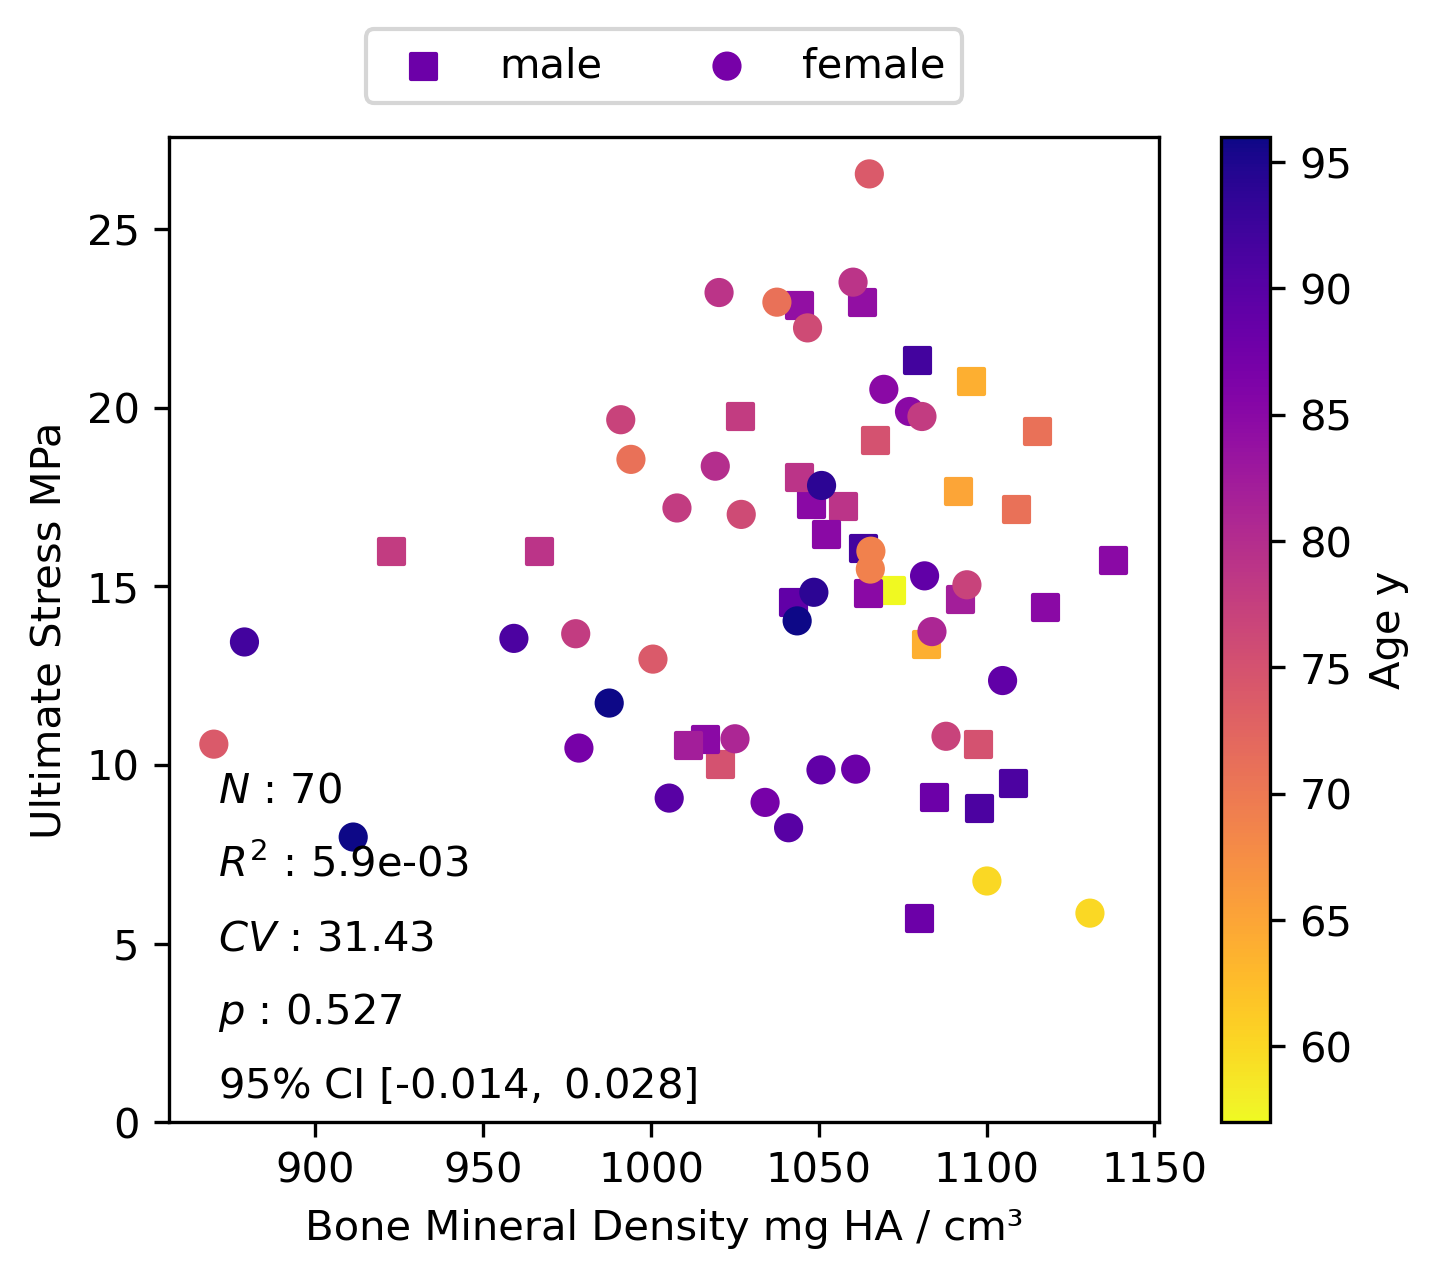 male female
25
20
15
10
5
0
Ultimate Stress MPa
N : 70
R² : 5.9e-03
CV : 31.43
p : 0.527
95% CI [-0.014, 0.028]
900 950 1000 1050 1100 1150
Bone Mineral Density mg HA / cm³
95
90
85
80
75
70
65
60
Age y